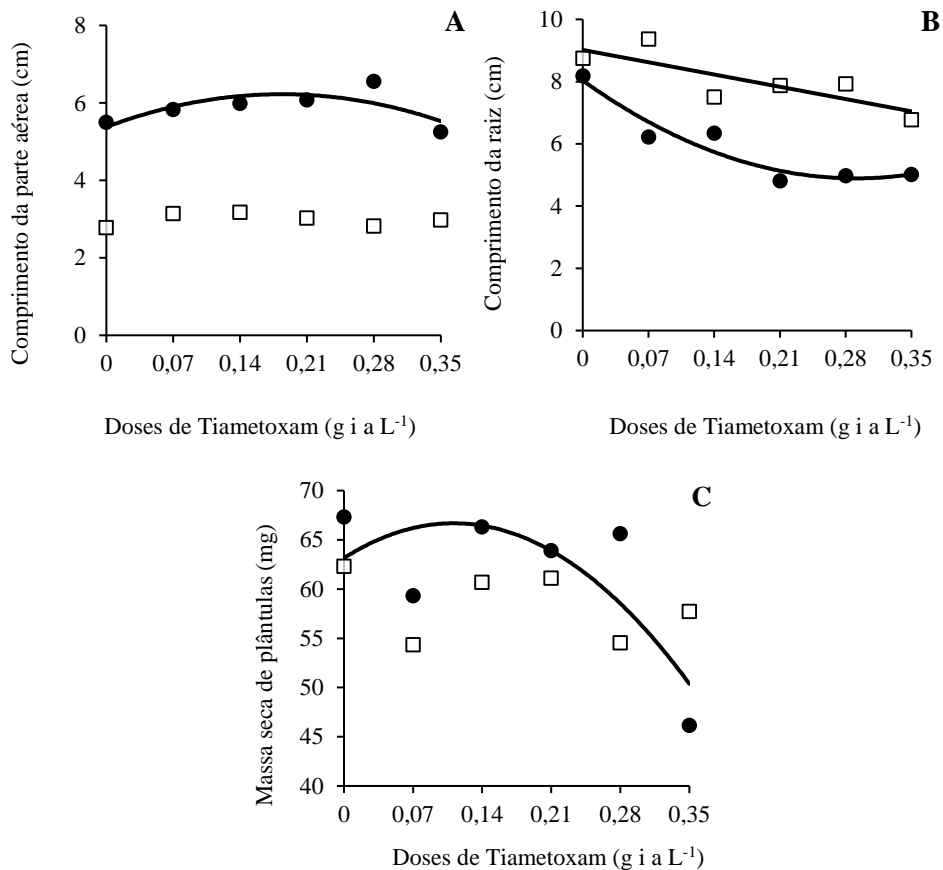 A
Comprimento da parte aérea (cm)
8
6
4
2
0
0 0,07 0,14 0,21 0,28 0,35
Doses de Tiametoxam (g i a L-1)
B
Comprimento da raiz (cm)
10
8
6
4
2
0
0 0,07 0,14 0,21 0,28 0,35
Doses de Tiametoxam (g i a L-1)
C
Massa seca de plântulas (mg)
70
65
60
55
50
45
40
0 0,07 0,14 0,21 0,28 0,35
Doses de Tiametoxam (g i a L-1)